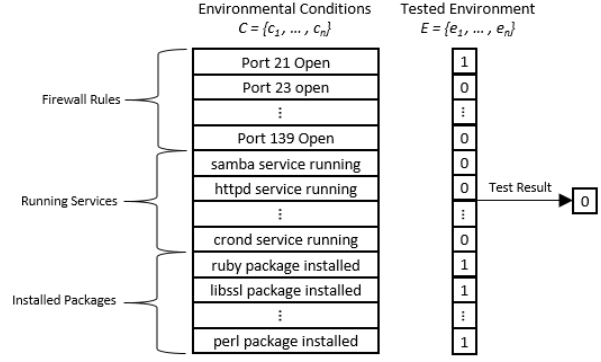 Environmental Conditions Tested Environment
C = {c₁, … , cₙ} E = {e₁, … , eₙ}
Port 21 Open 1
Port 23 open 0
Firewall Rules
⋮ ⋮
Port 139 Open 0
samba service running 0
httpd service running 0
Test Result
Running Services
⋮ ⋮ 0
crond service running 0
ruby package installed 1
libssl package installed 1
Installed Packages
⋮ ⋮
perl package installed 1